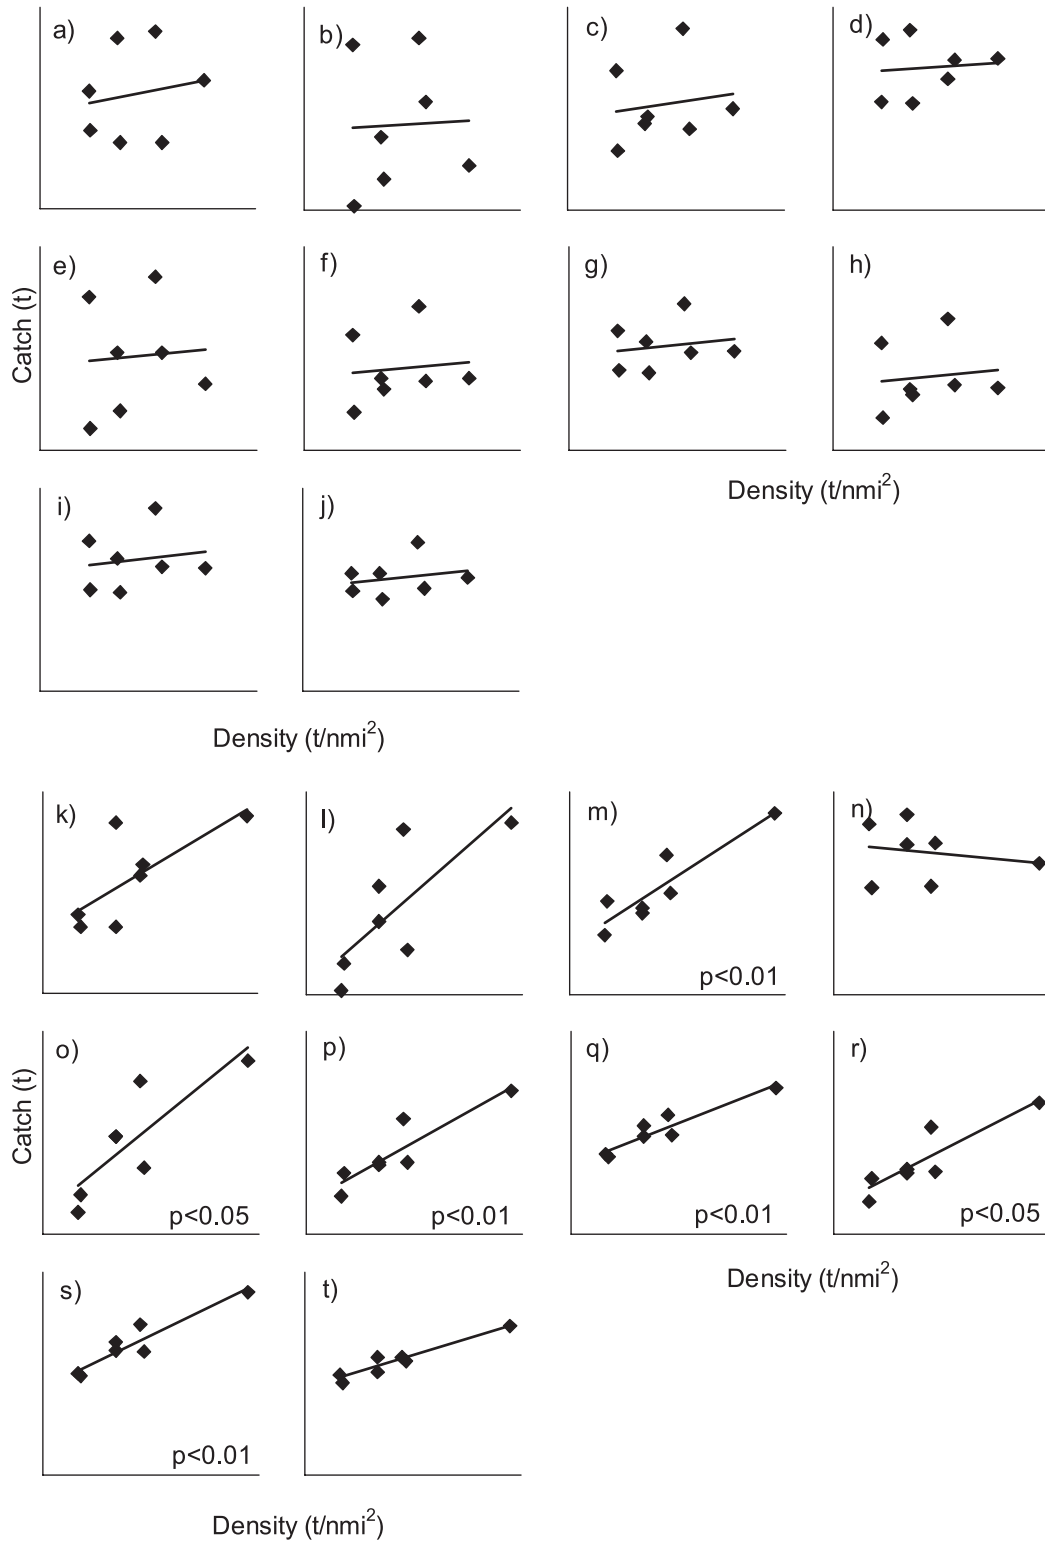 a)
b)
c)
d)
e)
f)
g)
h)
Catch (t)
Density (t/nmi²)
i)
j)
Density (t/nmi²)
k)
l)
m)
n)
p<0.01
o)
p)
q)
r)
Catch (t)
p<0.05
p<0.01
p<0.01
p<0.05
Density (t/nmi²)
s)
t)
p<0.01
Density (t/nmi²)